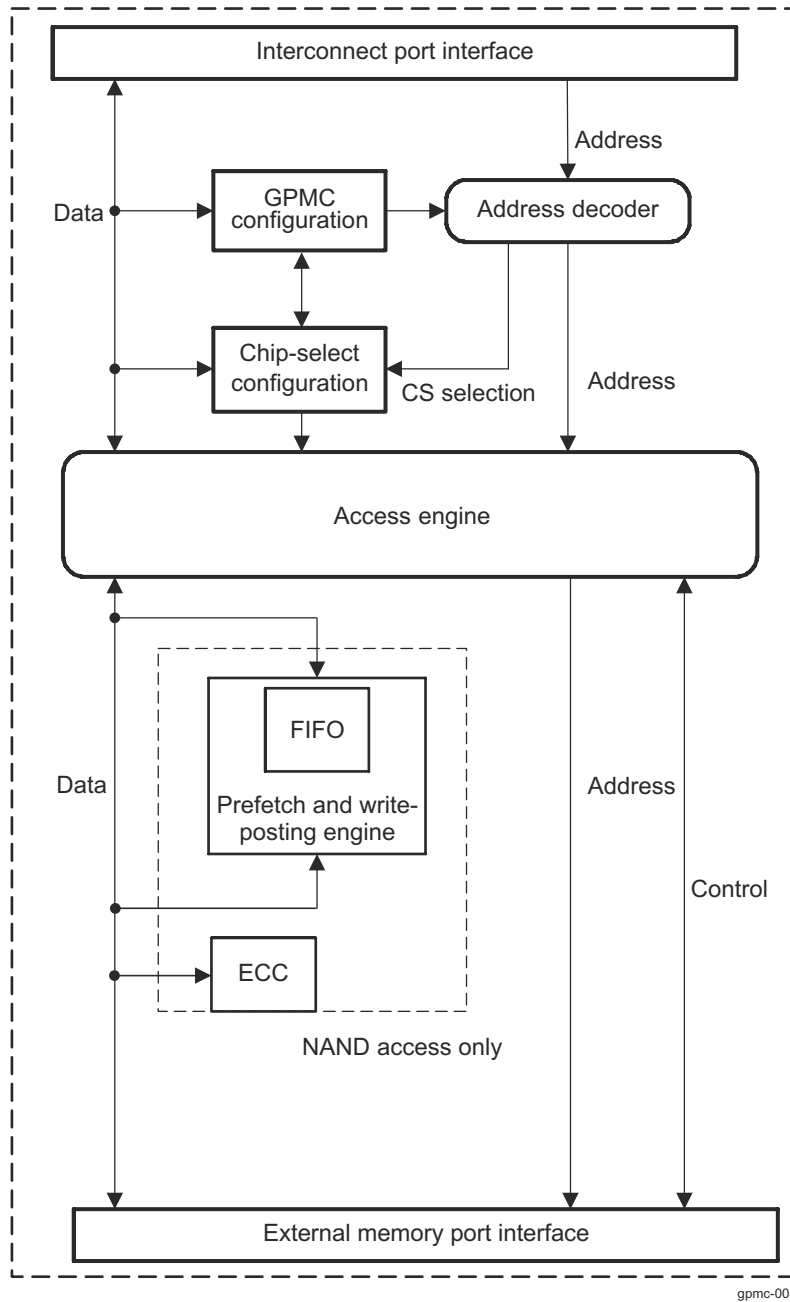 Interconnect port interface
Address
GPMC
configuration
Address decoder
Data
Chip-select
configuration
CS selection
Address
Access engine
FIFO
Prefetch and write-
posting engine
Data
Address
Control
ECC
NAND access only
External memory port interface
gpmc-00